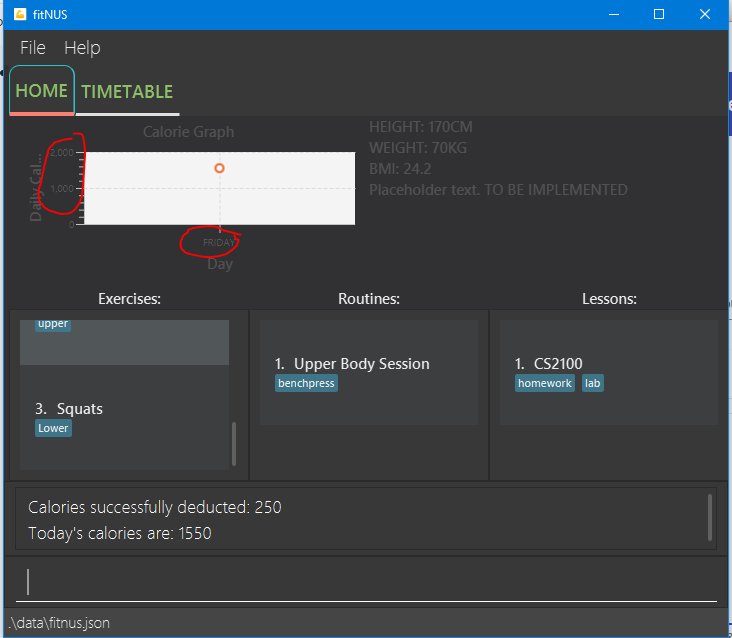 fitNUS
File Help
HOME TIMETABLE
Calorie Graph
Daily Cal...
2,000
1,000
0
FRIDAY
Day
HEIGHT: 170CM
WEIGHT: 70KG
BMI: 24.2
Placeholder text. TO BE IMPLEMENTED
Exercises:
upper
3. Squats
Lower
Routines:
1. Upper Body Session
benchpress
Lessons:
1. CS2100
homework lab
Calories successfully deducted: 250
Today's calories are: 1550
.\data\fitnus.json